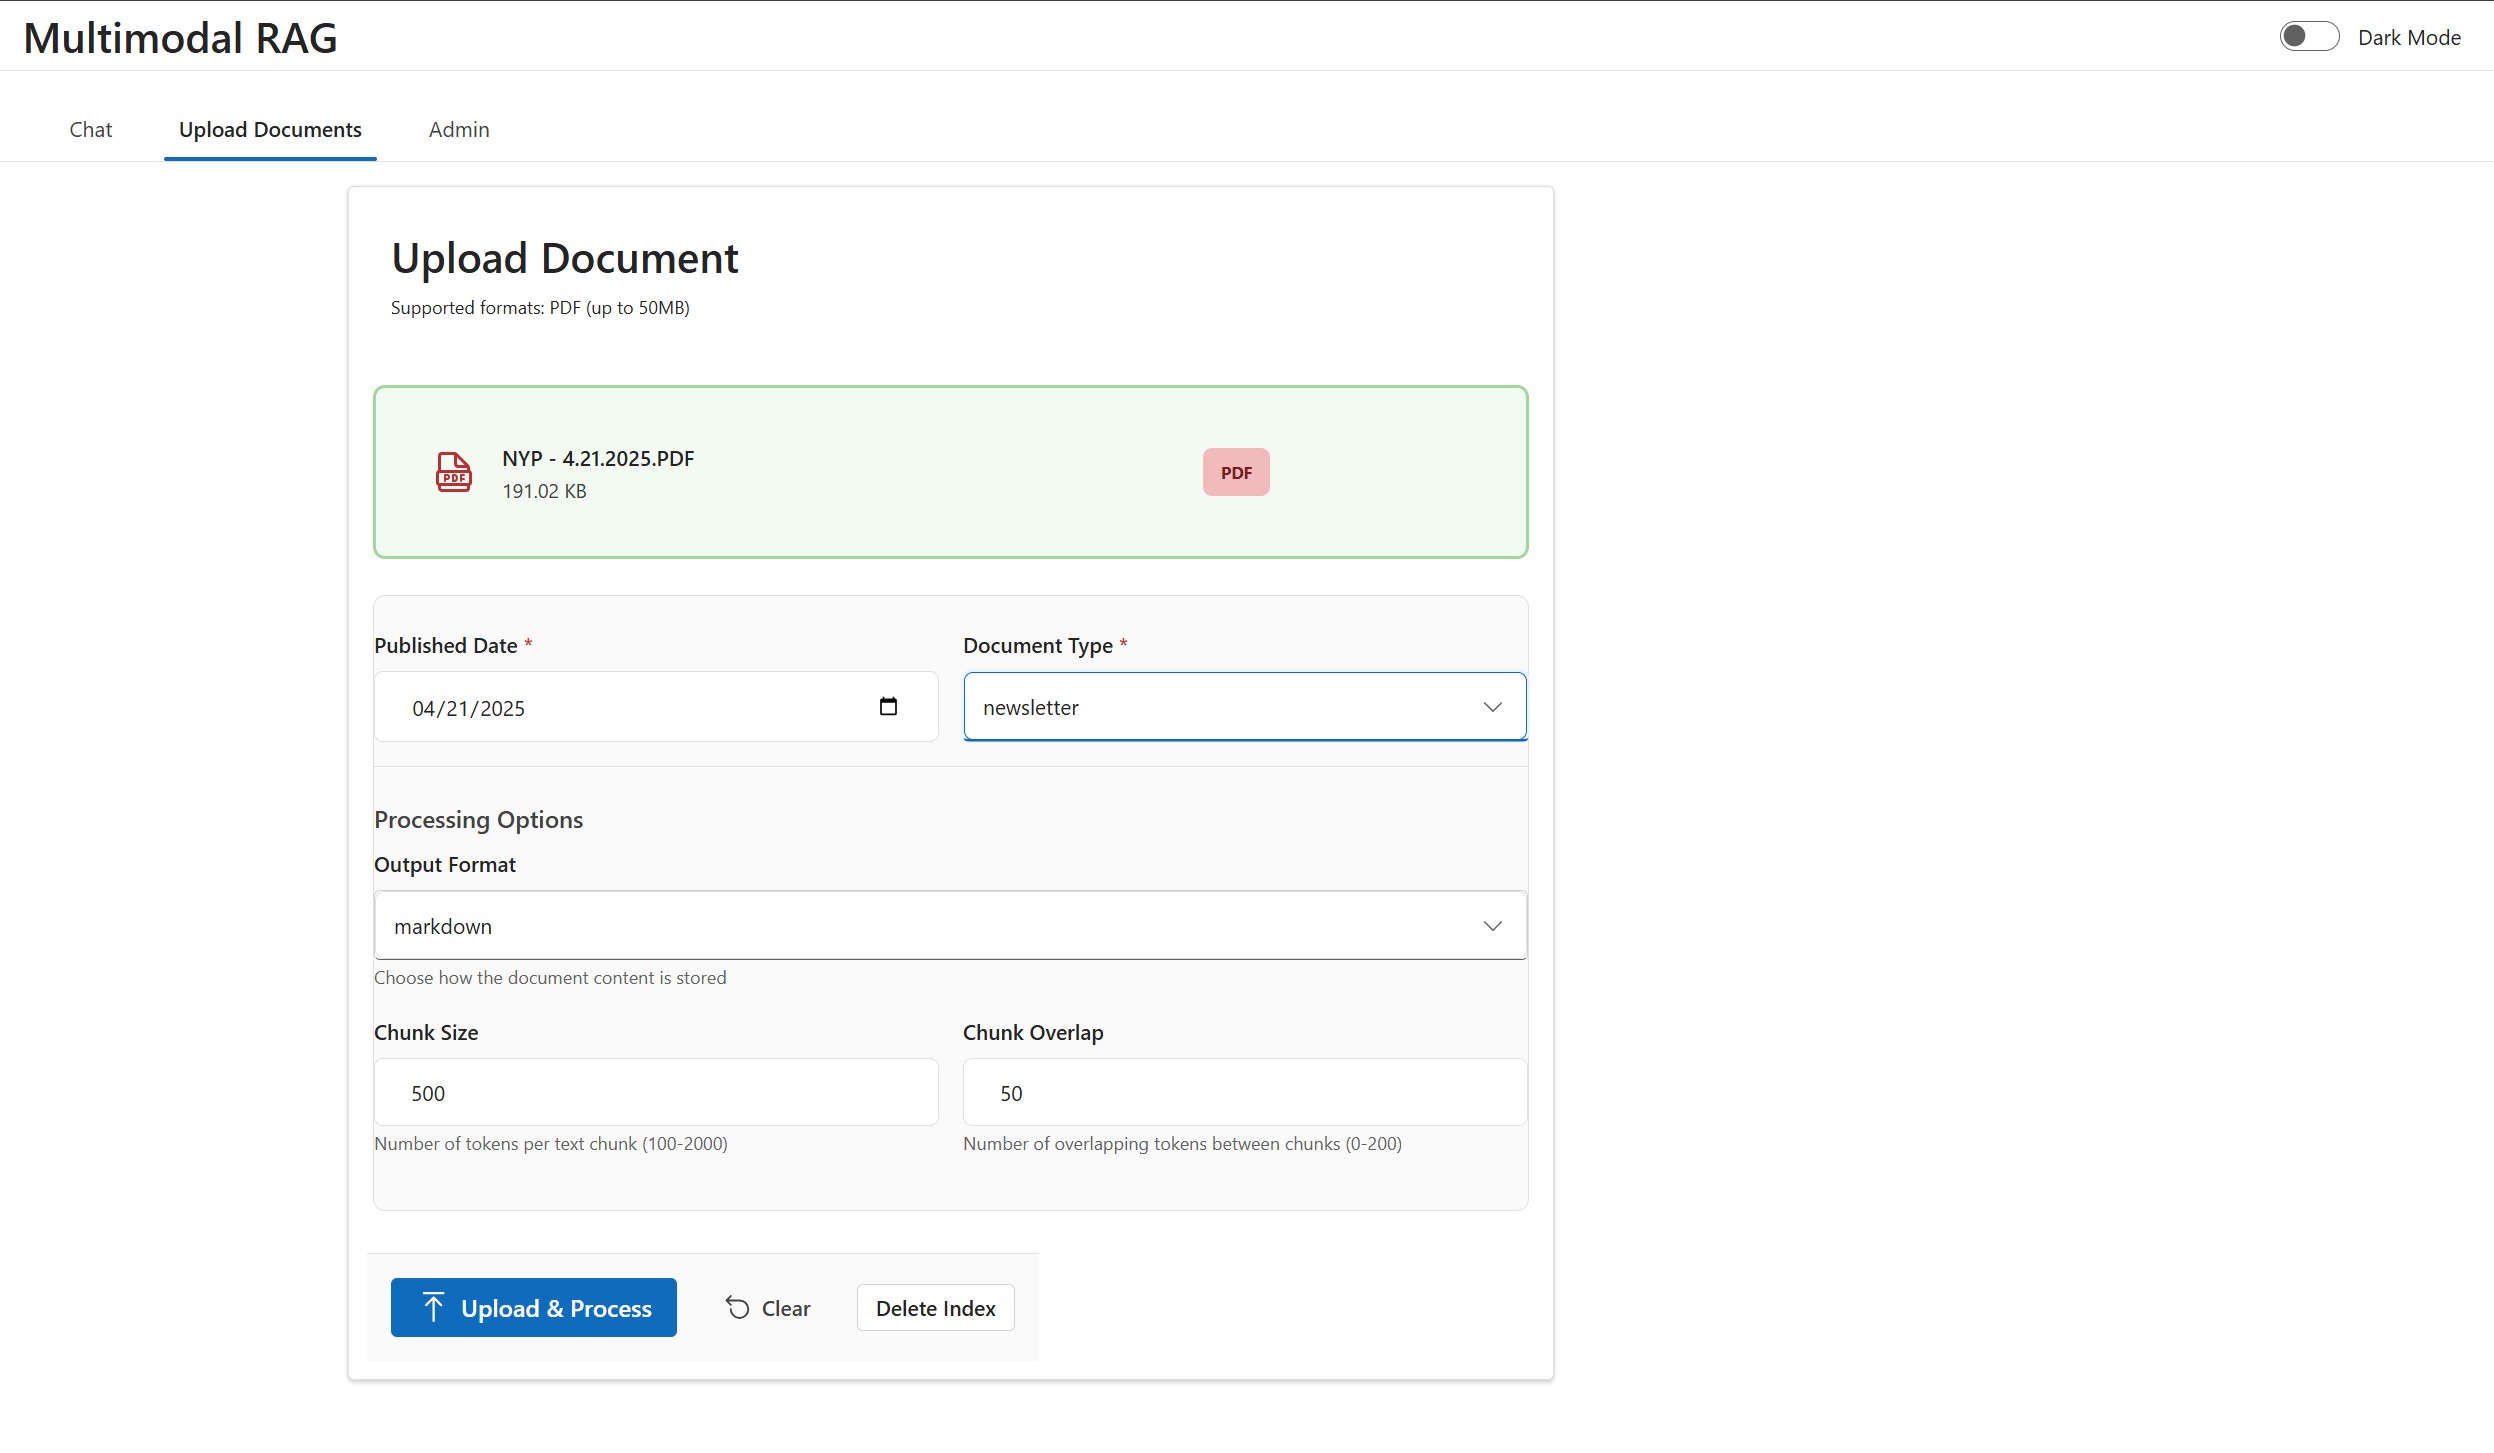 Multimodal RAG
Dark Mode
Chat
Upload Documents
Admin
Upload Document
Supported formats: PDF (up to 50MB)
PDF
NYP - 4.21.2025.PDF
191.02 KB
PDF
Published Date *
Document Type *
04/21/2025
newsletter
Processing Options
Output Format
markdown
Choose how the document content is stored
Chunk Size
Chunk Overlap
500
50
Number of tokens per text chunk (100-2000)
Number of overlapping tokens between chunks (0-200)
Upload & Process
Clear
Delete Index